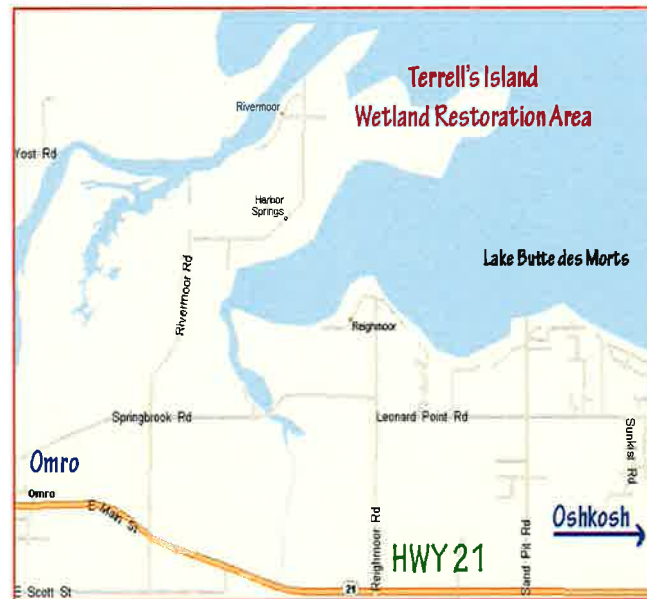 Terrell's Island
Wetland Restoration Area
Rivermoor
Yost Rd
Harbor
Springs
Lake Butte des Morts
Rivermoor Rd
Reighmoor
Springbrook Rd
Leonard Point Rd
Sunkist Rd
Omro
Omro
E Main St
Oshkosh
Reighmoor Rd
HWY 21
Sand Pit Rd
21
E Scott St